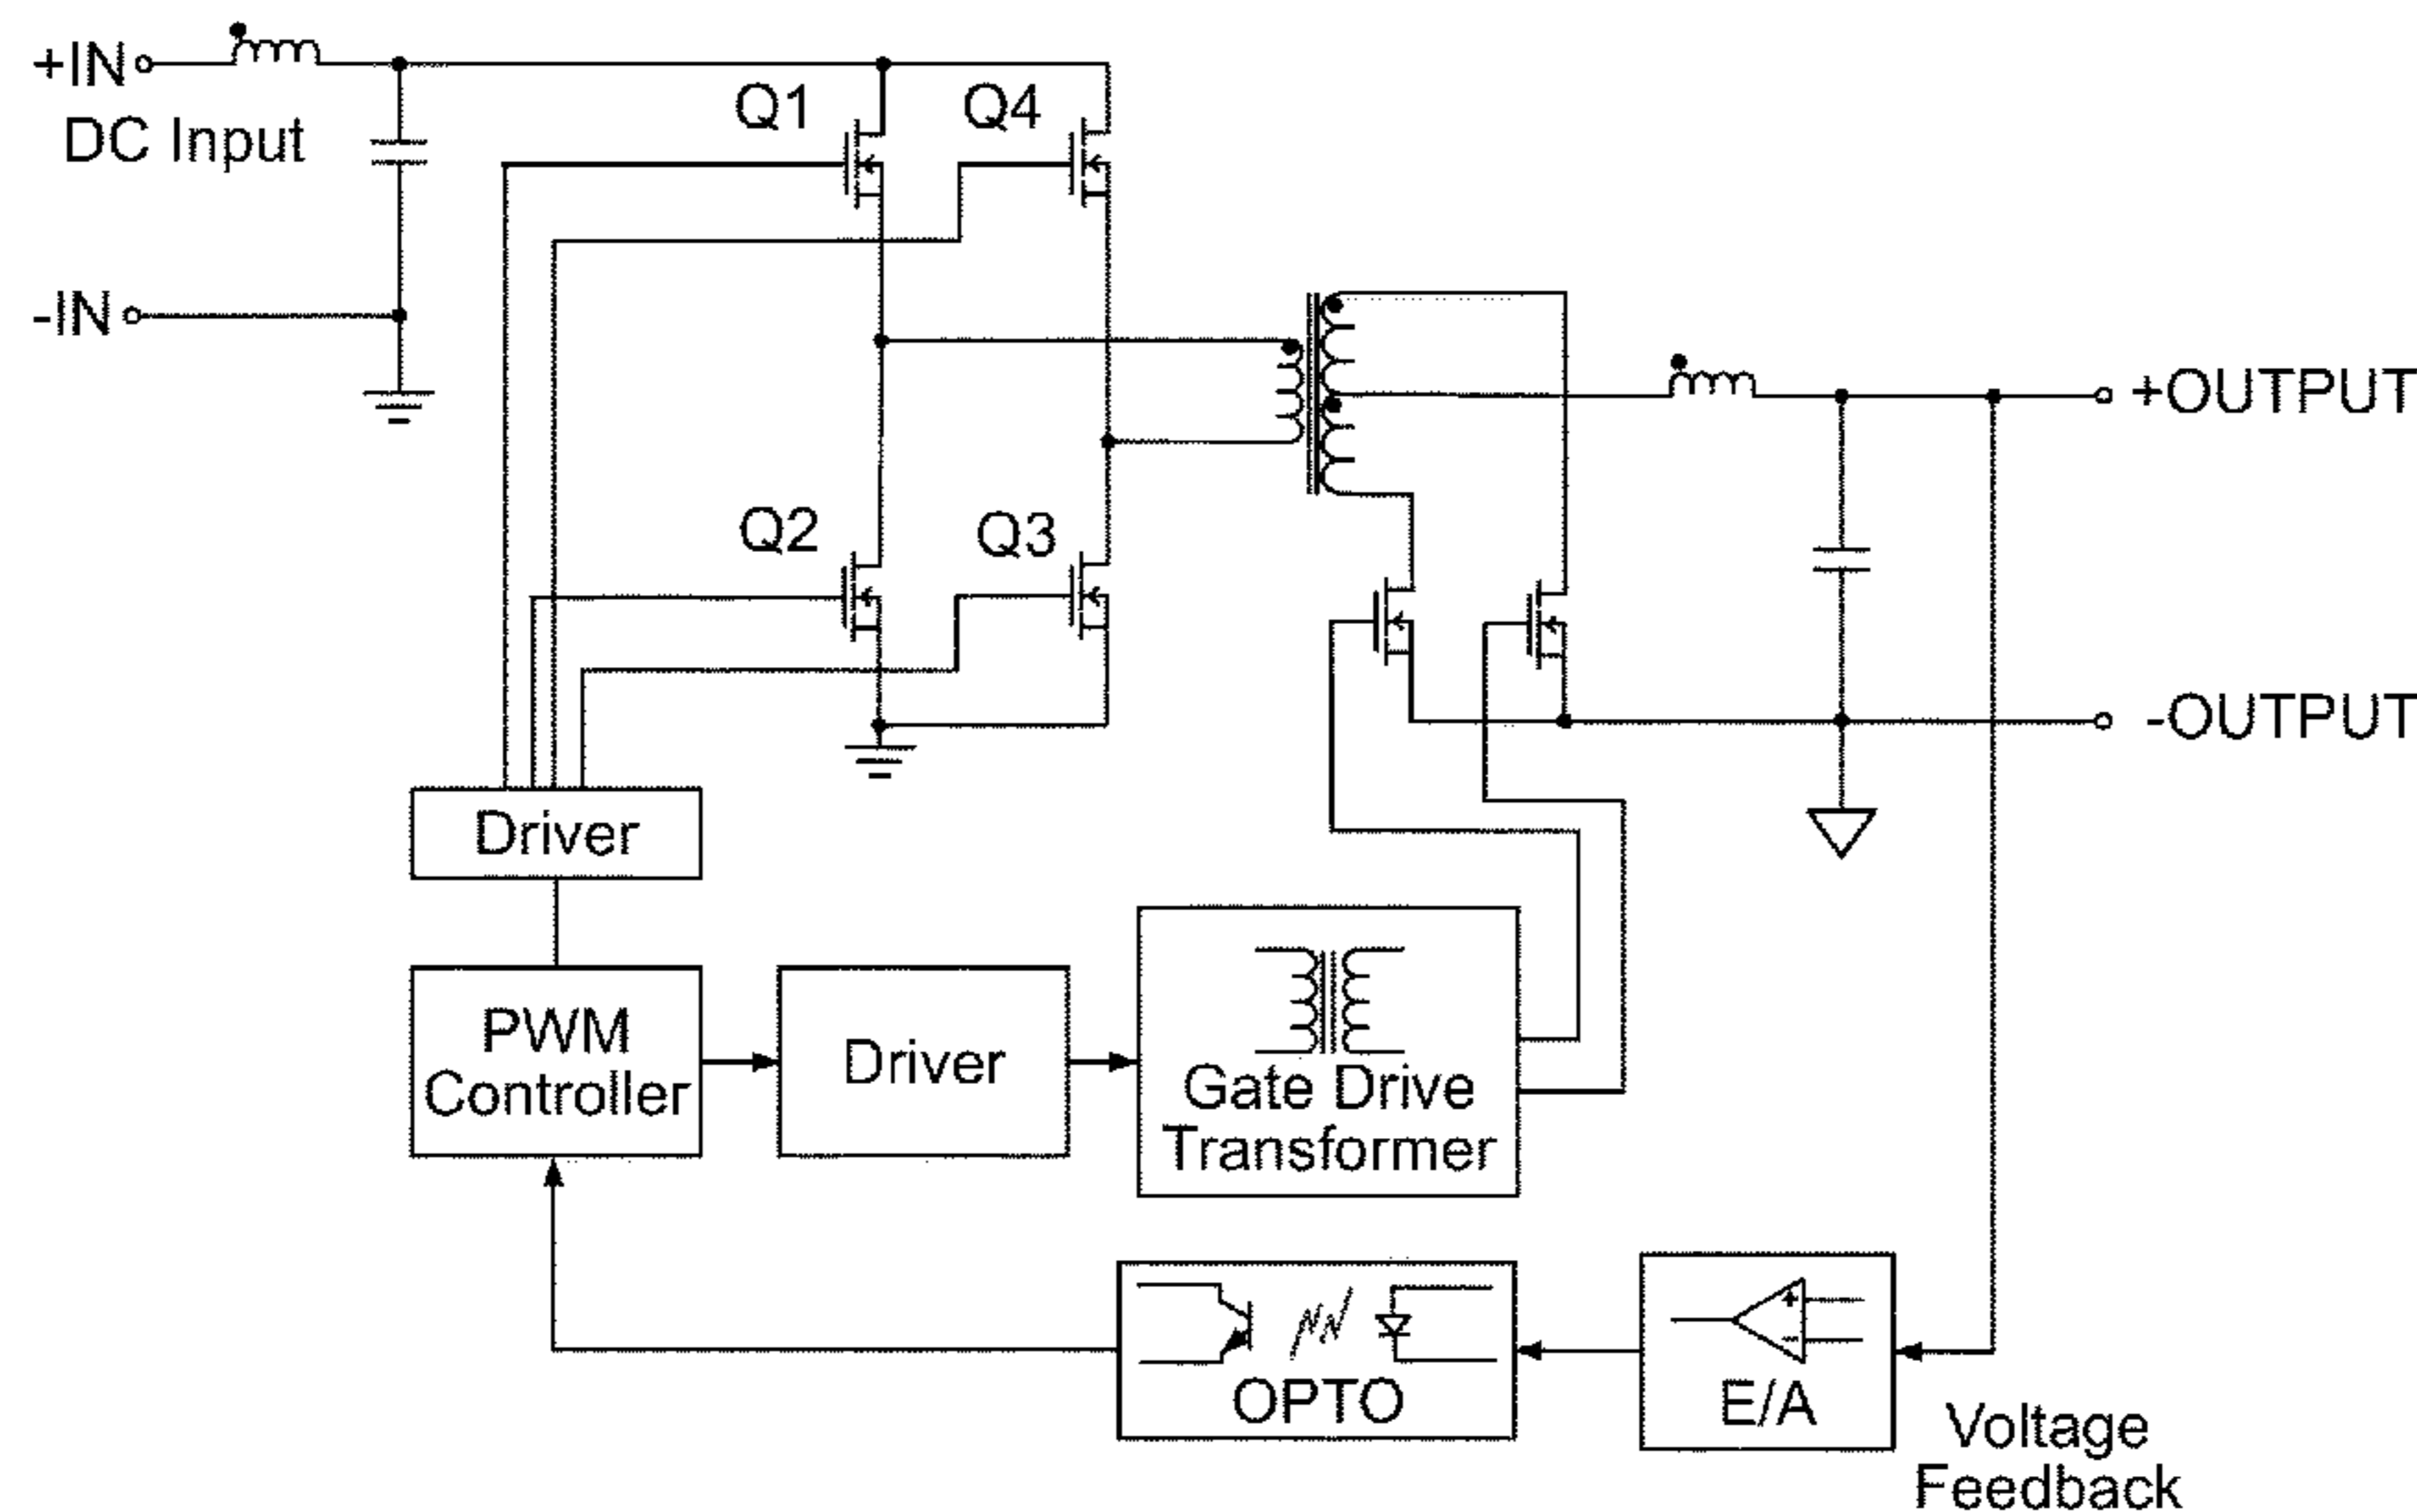 +IN
DC Input
-IN
Q1
Q4
Q2
Q3
+OUTPUT
-OUTPUT
Driver
PWM
Controller
Driver
Gate Drive
Transformer
OPTO
+
-
E/A
Voltage
Feedback